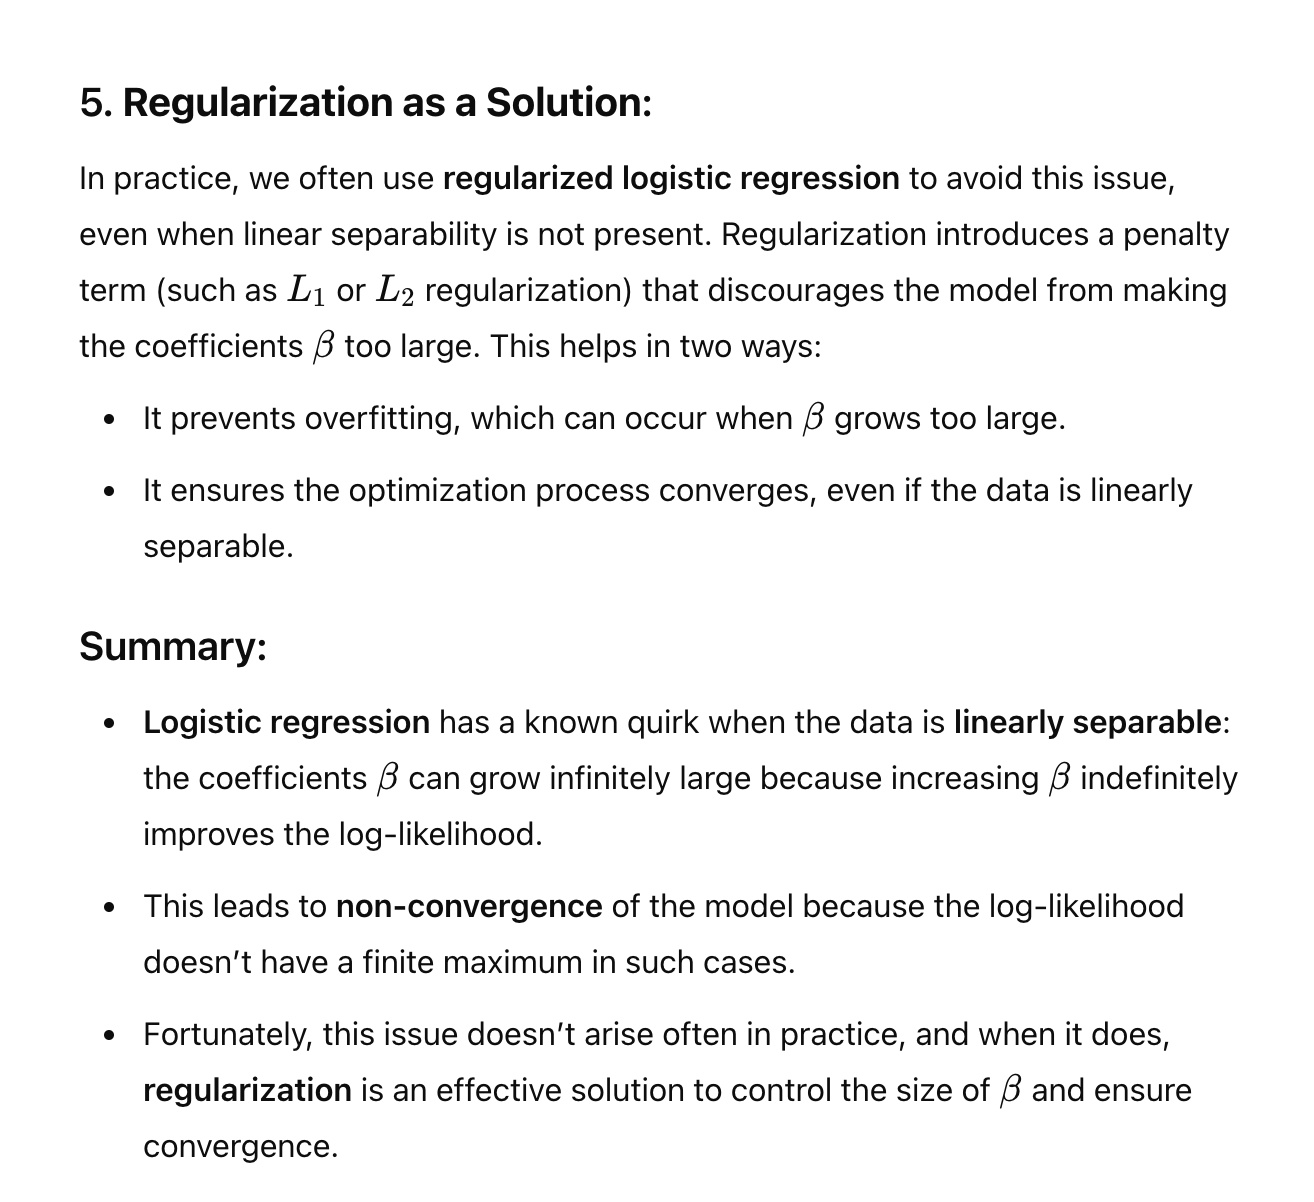 5. Regularization as a Solution:
In practice, we often use regularized logistic regression to avoid this issue,
even when linear separability is not present. Regularization introduces a penalty
term (such as L₁ or L₂ regularization) that discourages the model from making
the coefficients β too large. This helps in two ways:
• It prevents overfitting, which can occur when β grows too large.
• It ensures the optimization process converges, even if the data is linearly
separable.
Summary:
• Logistic regression has a known quirk when the data is linearly separable:
the coefficients β can grow infinitely large because increasing β indefinitely
improves the log-likelihood.
• This leads to non-convergence of the model because the log-likelihood
doesn't have a finite maximum in such cases.
• Fortunately, this issue doesn't arise often in practice, and when it does,
regularization is an effective solution to control the size of β and ensure
convergence.